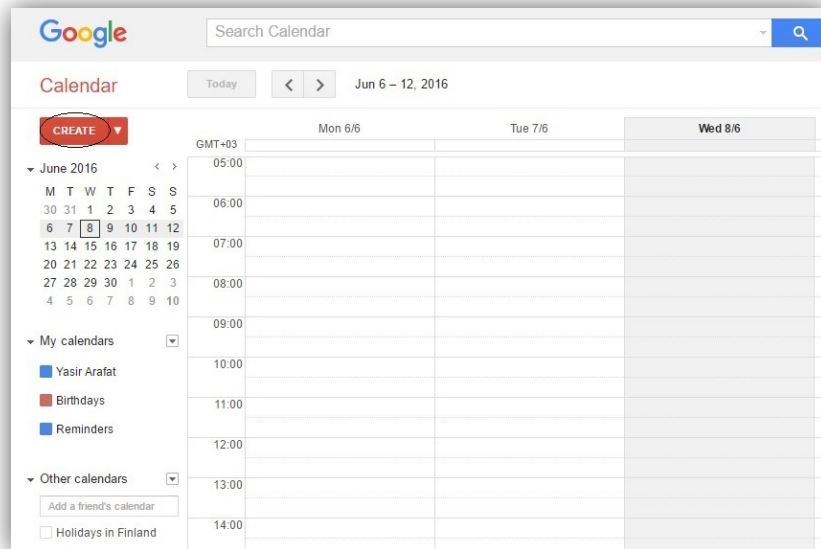 Google
Search Calendar
Calendar
Today
Jun 6 – 12, 2016
CREATE
June 2016
M T W T F S S
30 31 1 2 3 4 5
6 7 8 9 10 11 12
13 14 15 16 17 18 19
20 21 22 23 24 25 26
27 28 29 30 1 2 3
4 5 6 7 8 9 10
My calendars
Yasir Arafat
Birthdays
Reminders
Other calendars
Add a friend's calendar
Holidays in Finland
Mon 6/6 Tue 7/6 Wed 8/6
GMT+03
05:00
06:00
07:00
08:00
09:00
10:00
11:00
12:00
13:00
14:00